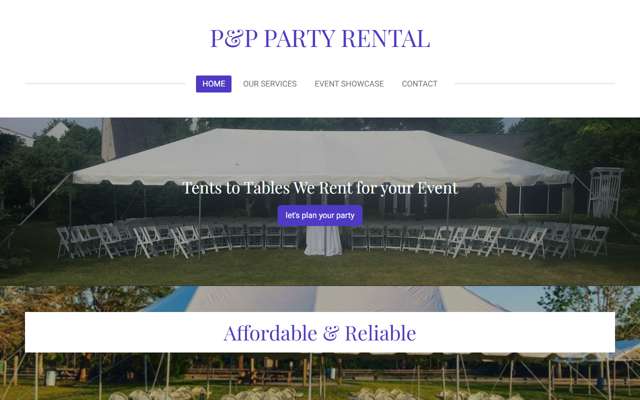 P&P PARTY RENTAL
HOME OUR SERVICES EVENT SHOWCASE CONTACT
Tents to Tables We Rent for your Event
let's plan your party
Affordable & Reliable